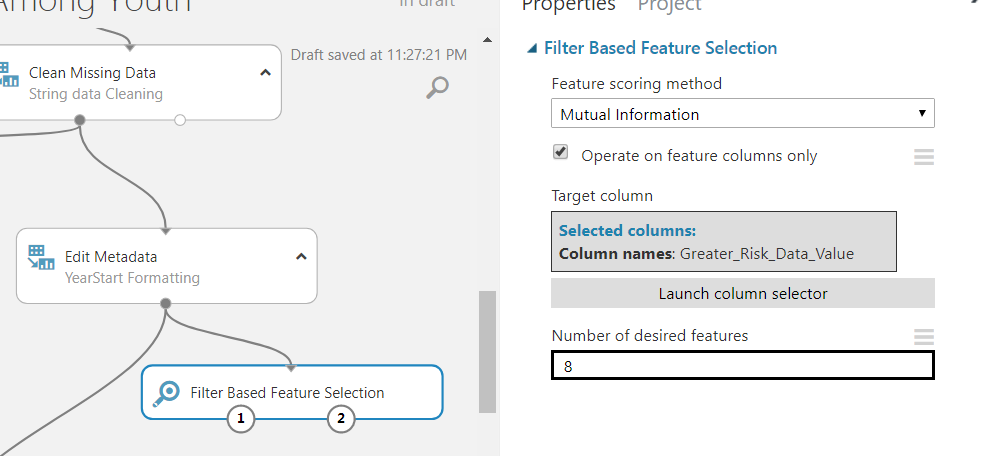 Among Youth
In draft
Draft saved at 11:27:21 PM
Clean Missing Data
String data Cleaning
Edit Metadata
YearStart Formatting
Filter Based Feature Selection
1
2
Properties
Project
Filter Based Feature Selection
Feature scoring method
Mutual Information
Operate on feature columns only
Target column
Selected columns:
Column names: Greater_Risk_Data_Value
Launch column selector
Number of desired features
8